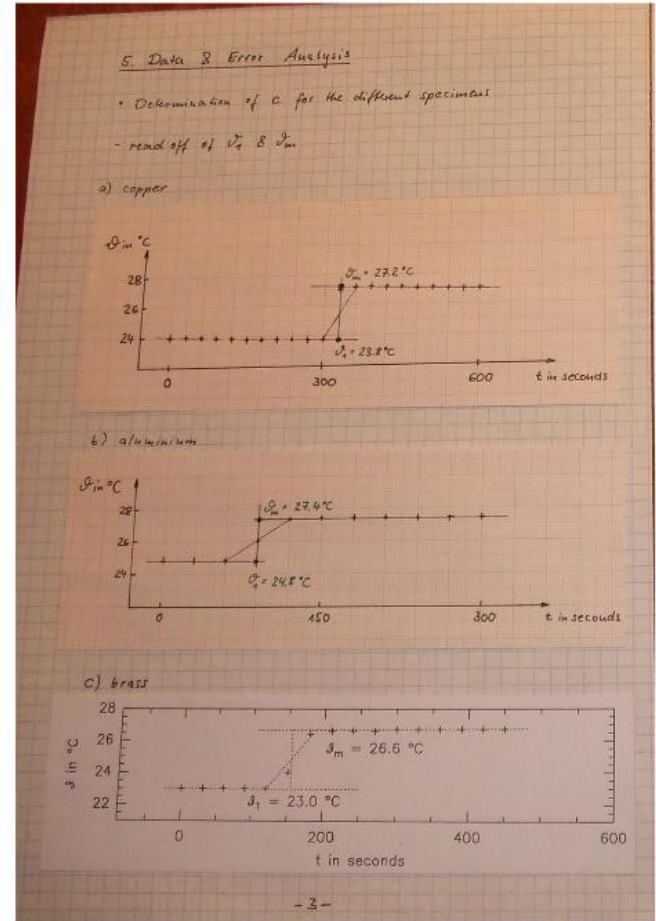 5. Data & Error Analysis
• Determination of c for the different specimens
- read off of ϑ₁ & ϑₘ
a) copper
ϑ in °C
28
26
24
ϑₘ = 27.2 °C
ϑ₁ = 23.8 °C
0 300 600 t in seconds
b) aluminium
ϑ in °C
28
26
24
ϑₘ = 27.4 °C
ϑ₁ = 24.8 °C
0 150 300 t in seconds
c) brass
28
26
24
22
ϑ in °C
ϑₘ = 26.6 °C
ϑ₁ = 23.0 °C
0 200 400 600
t in seconds
- 3 -